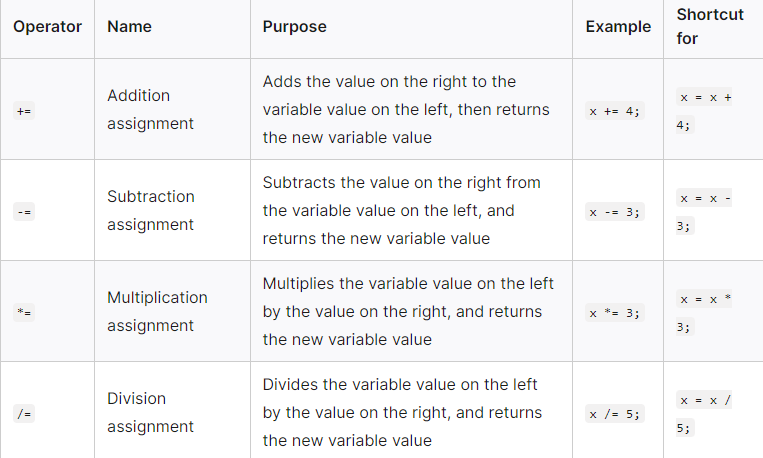 Operator Name Purpose Example Shortcut for
+= Addition assignment Adds the value on the right to the variable value on the left, then returns the new variable value x += 4; x = x + 4;
-= Subtraction assignment Subtracts the value on the right from the variable value on the left, and returns the new variable value x -= 3; x = x - 3;
*= Multiplication assignment Multiplies the variable value on the left by the value on the right, and returns the new variable value x *= 3; x = x * 3;
/= Division assignment Divides the variable value on the left by the value on the right, and returns the new variable value x /= 5; x = x / 5;